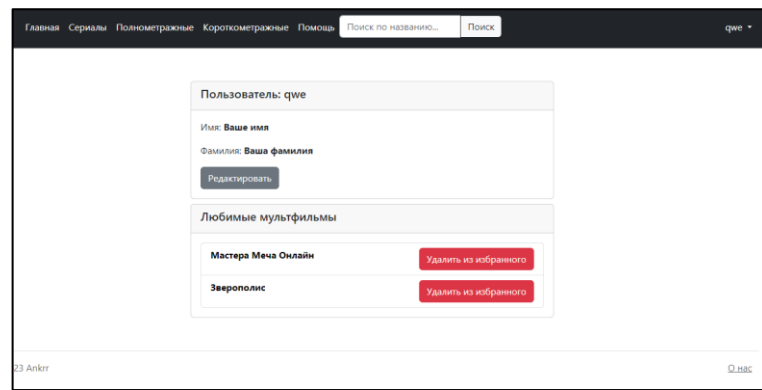 Главная Сериалы Полнометражные Короткометражные Помощь Поиск по названию... Поиск qwe
Пользователь: qwe
Имя: Ваше имя
Фамилия: Ваша фамилия
Редактировать
Любимые мультфильмы
Мастера Меча Онлайн Удалить из избранного
Зверополис Удалить из избранного
23 Ankrr О нас